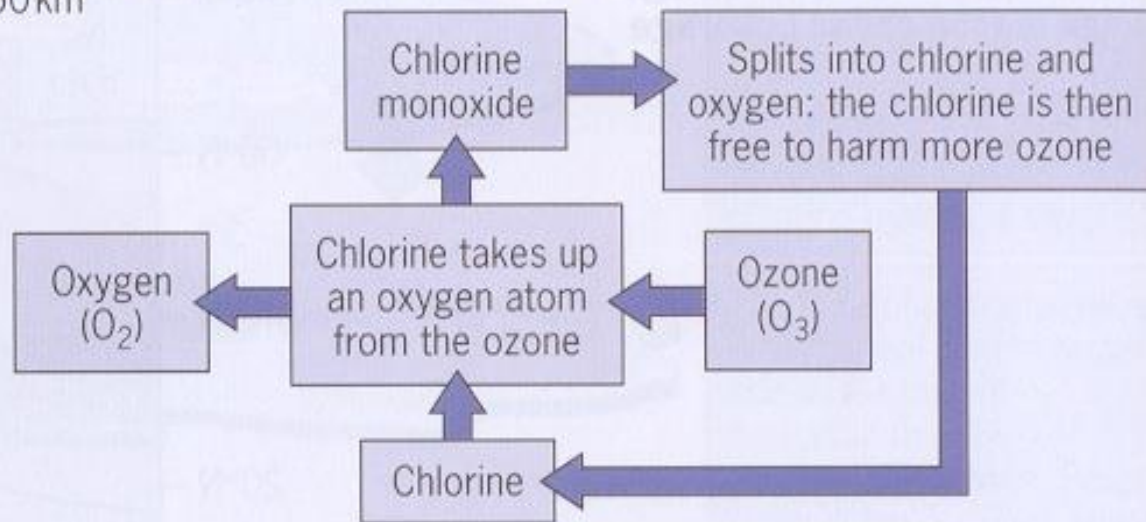 Chlorine
monoxide
Splits into chlorine and
oxygen: the chlorine is then
free to harm more ozone
Oxygen
(O₂)
Chlorine takes up
an oxygen atom
from the ozone
Ozone
(O₃)
Chlorine